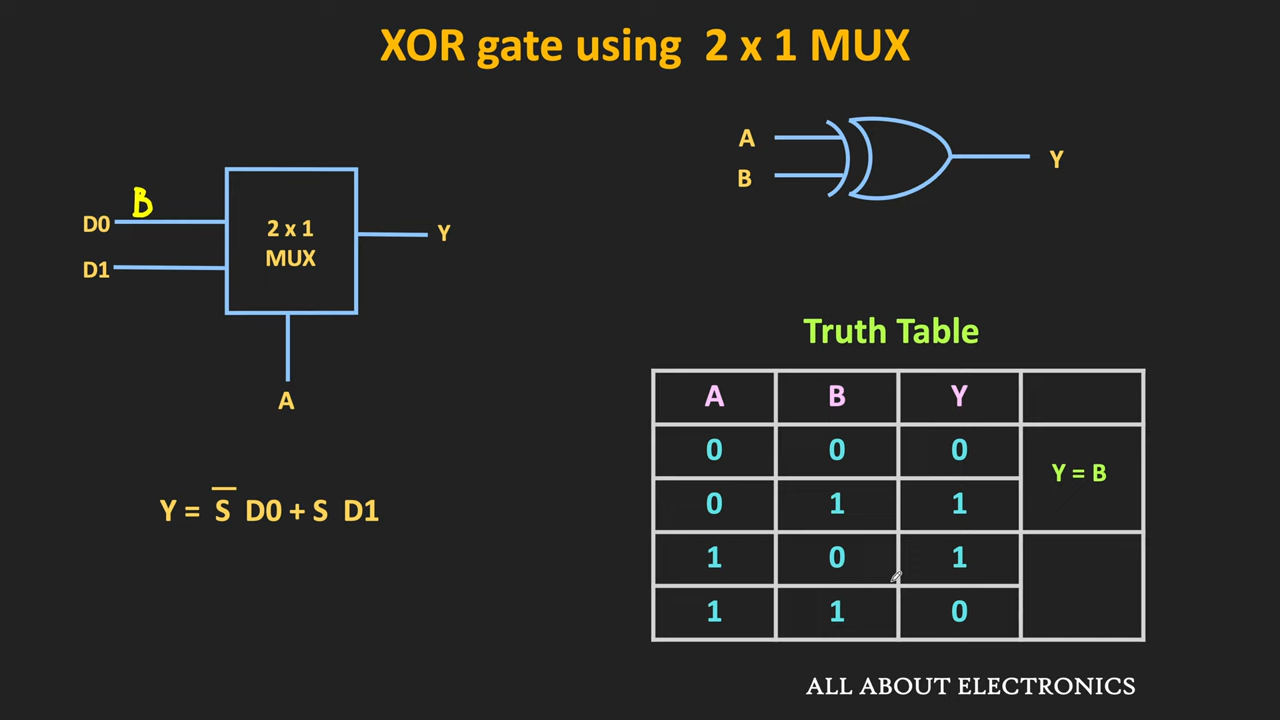 XOR gate using 2 x 1 MUX
B
D0
D1
2 x 1
MUX
Y
A
A
B
Y
Y = S̅ D0 + S D1
Truth Table
A B Y
0 0 0
Y = B
0 1 1
1 0 1
1 1 0
ALL ABOUT ELECTRONICS